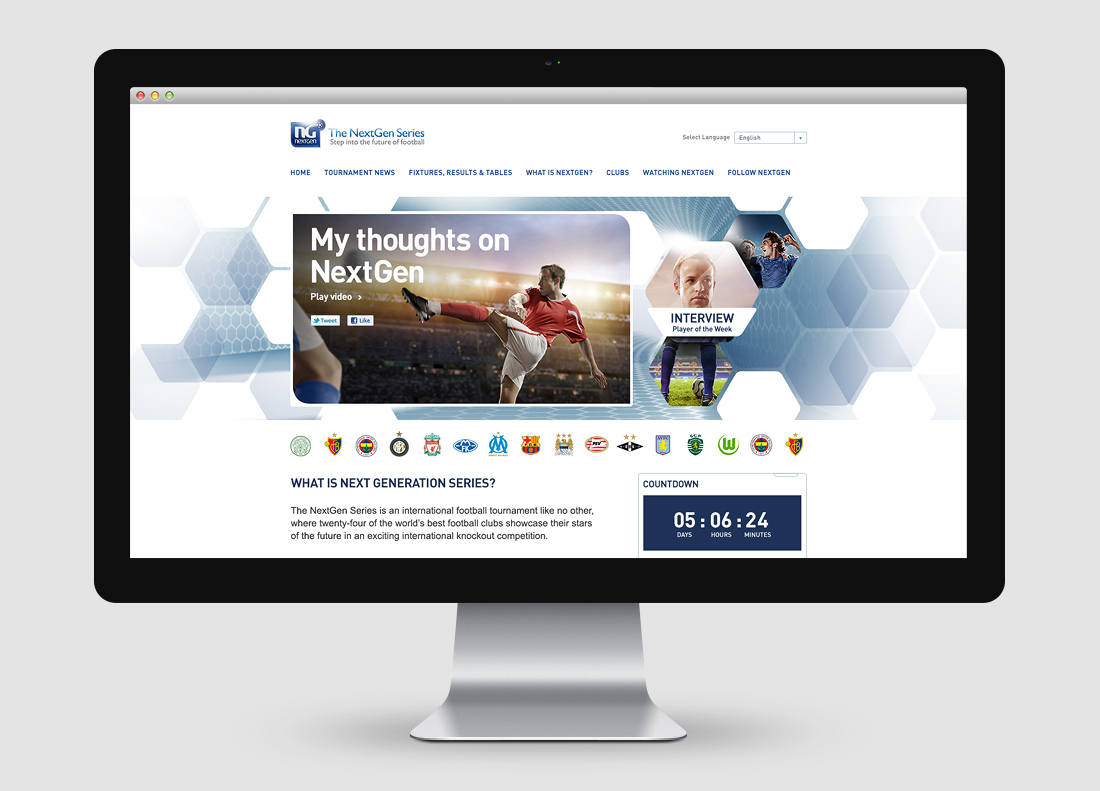 nG
nextgen
The NextGen Series
Step into the future of football
Select Language English
HOME TOURNAMENT NEWS FIXTURES, RESULTS & TABLES WHAT IS NEXTGEN? CLUBS WATCHING NEXTGEN FOLLOW NEXTGEN
My thoughts on
NextGen
Play video >
Tweet Like
INTERVIEW
Player of the Week
PSV
WHAT IS NEXT GENERATION SERIES?
The NextGen Series is an international football tournament like no other,
where twenty-four of the world's best football clubs showcase their stars
of the future in an exciting international knockout competition.
COUNTDOWN
05 : 06 : 24
DAYS HOURS MINUTES